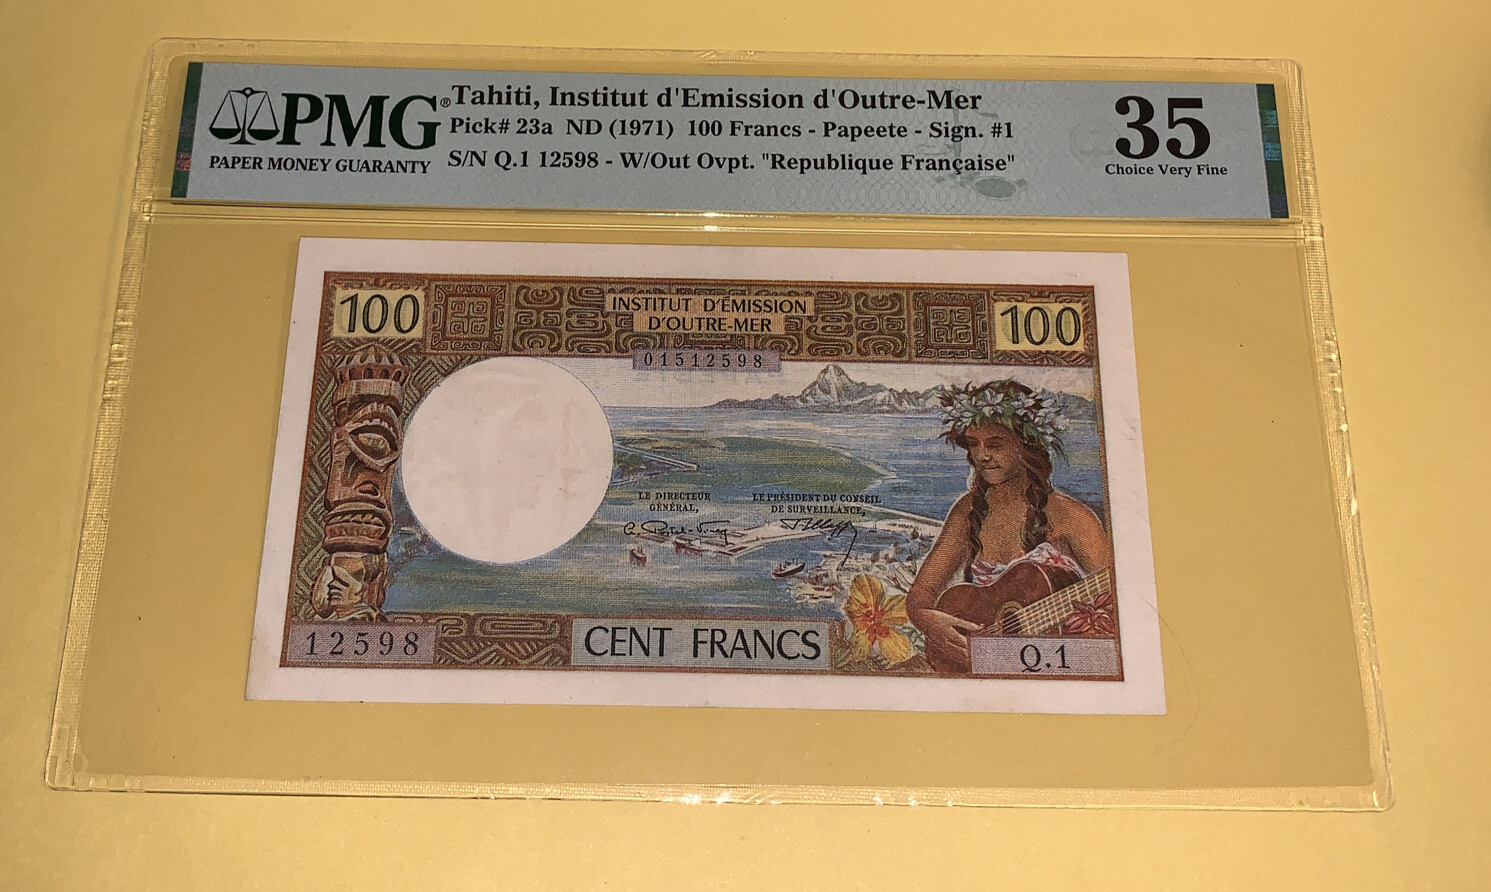 PMG®
PAPER MONEY GUARANTY
Tahiti, Institut d'Emission d'Outre-Mer
Pick# 23a ND (1971) 100 Francs - Papeete - Sign. #1
S/N Q.1 12598 - W/Out Ovpt. "Republique Française"
35
Choice Very Fine
100
INSTITUT D'ÉMISSION
D'OUTRE-MER
100
01512598
LE DIRECTEUR
GÉNÉRAL,
LE PRÉSIDENT DU CONSEIL
DE SURVEILLANCE,
12598
CENT FRANCS
Q.1